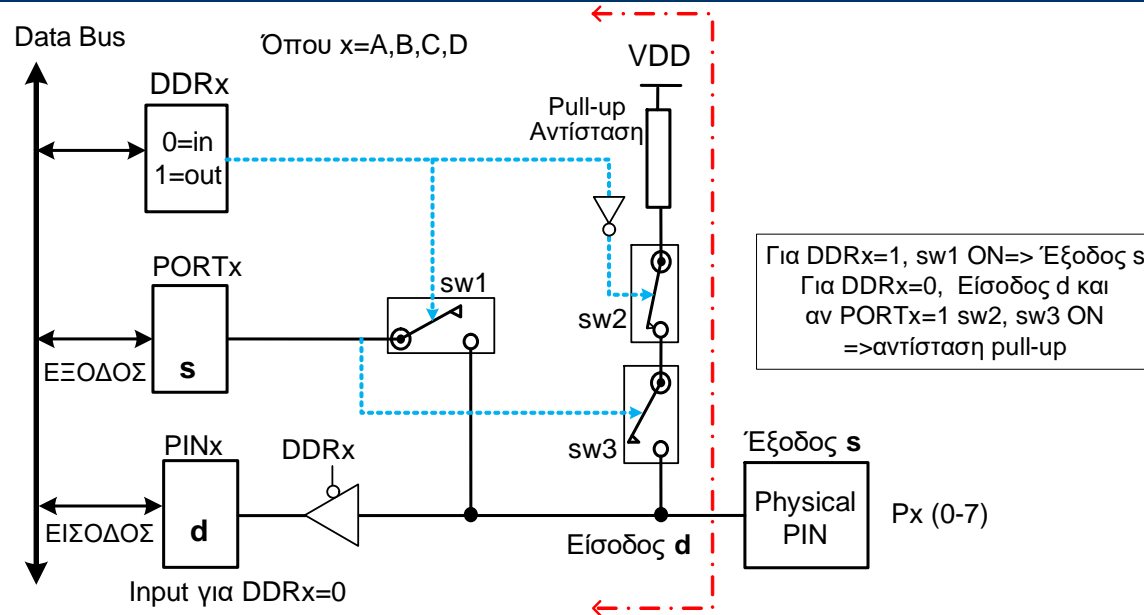 Data Bus
Όπου x=A,B,C,D
VDD
DDRx
0=in
1=out
Pull-up
Αντίσταση
PORTx
s
ΕΞΟΔΟΣ
sw1
sw2
sw3
Για DDRx=1, sw1 ON=> Έξοδος s
Για DDRx=0, Είσοδος d και
αν PORTx=1 sw2, sw3 ON
=>αντίσταση pull-up
PINx
d
ΕΙΣΟΔΟΣ
DDRx
Input για DDRx=0
Είσοδος d
Έξοδος s
Physical
PIN
Px (0-7)